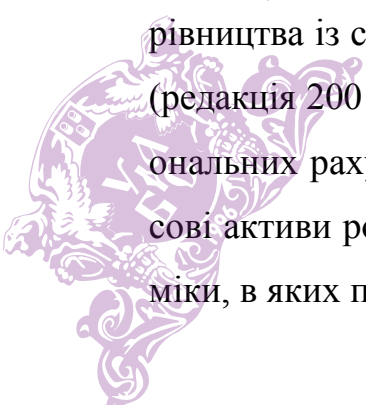 рівництва із с
(редакція 200
ональних рах
сові активи р
міки, в яких п